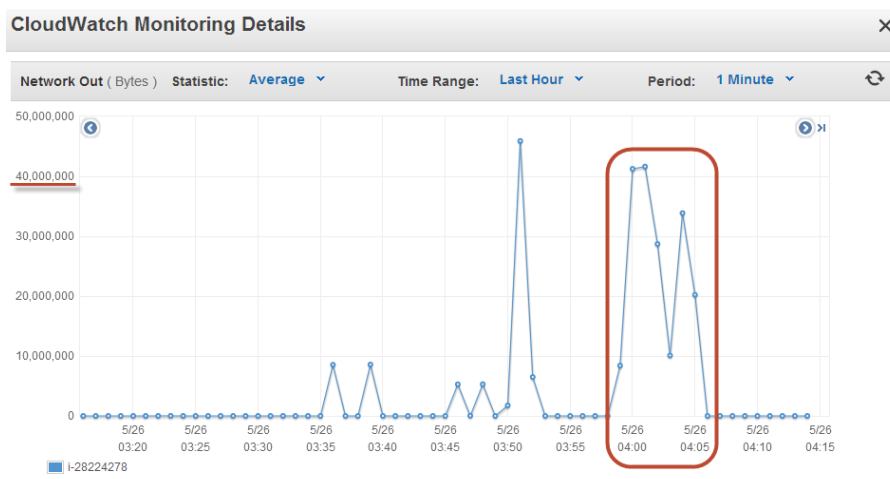 CloudWatch Monitoring Details
Network Out ( Bytes ) Statistic: Average Time Range: Last Hour Period: 1 Minute
50,000,000
40,000,000
30,000,000
20,000,000
10,000,000
0
5/26 5/26 5/26 5/26 5/26 5/26 5/26 5/26 5/26 5/26 5/26 5/26
03:20 03:25 03:30 03:35 03:40 03:45 03:50 03:55 04:00 04:05 04:10 04:15
i-28224278